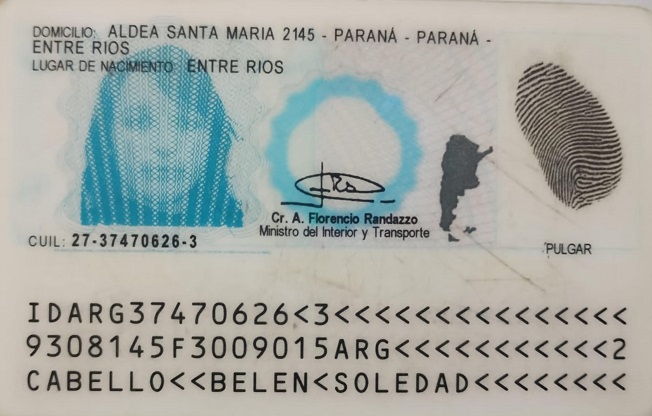 DOMICILIO: ALDEA SANTA MARIA 2145 - PARANÁ - PARANÁ -
ENTRE RIOS
LUGAR DE NACIMIENTO ENTRE RIOS
Cr. A. Florencio Randazzo
Ministro del Interior y Transporte
CUIL: 27-37470626-3
PULGAR
IDARG37470626<3<<<<<<<<<<<<<<<
9308145F3009015ARG<<<<<<<<<<<2
CABELLO<<BELEN<SOLEDAD<<<<<<<<